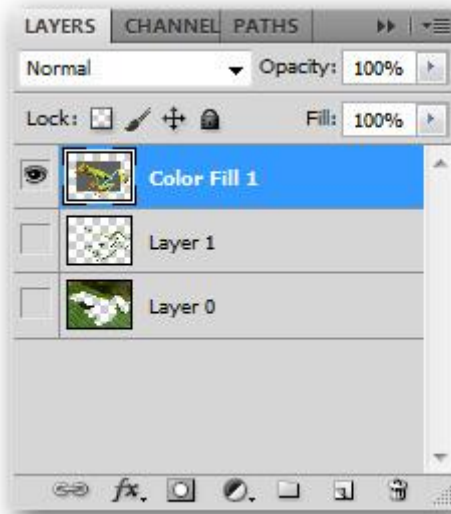 LAYERS CHANNEL PATHS
Normal Opacity: 100%
Lock: Fill: 100%
Color Fill 1
Layer 1
Layer 0
fx.